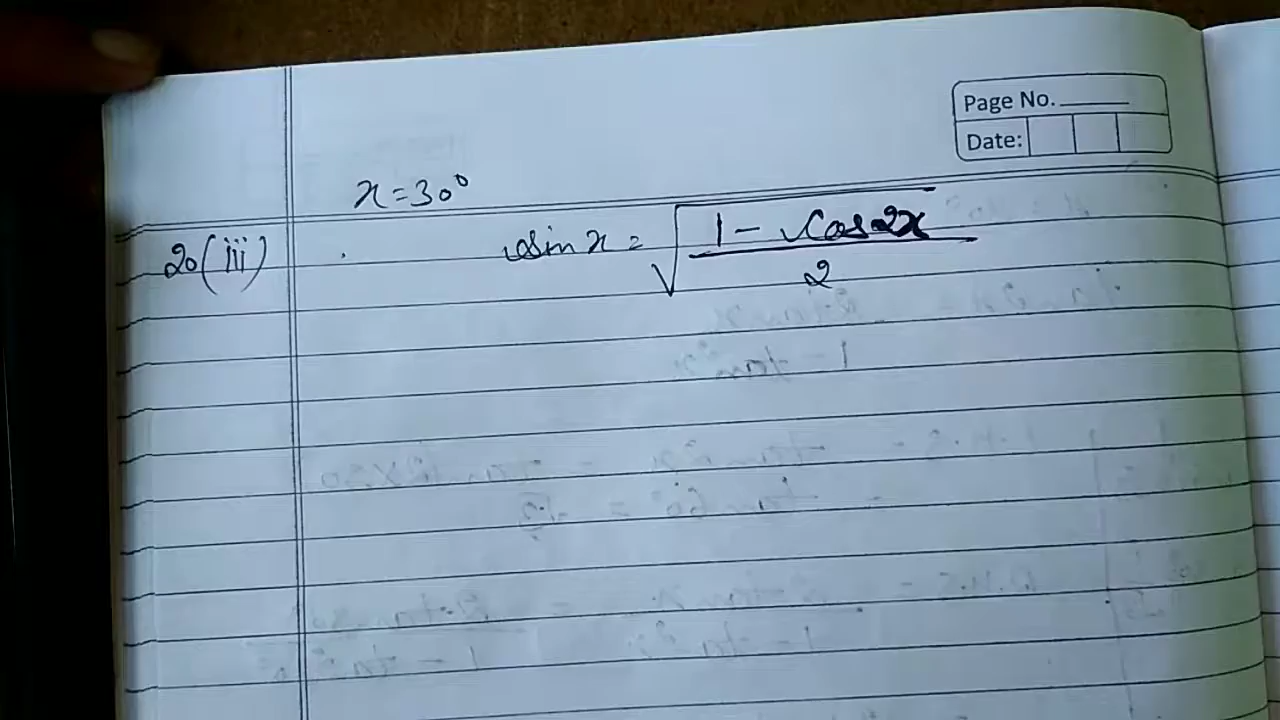 Page No.
Date:
x = 30°
20(iii) sin x = √(1 - cos 2x / 2)